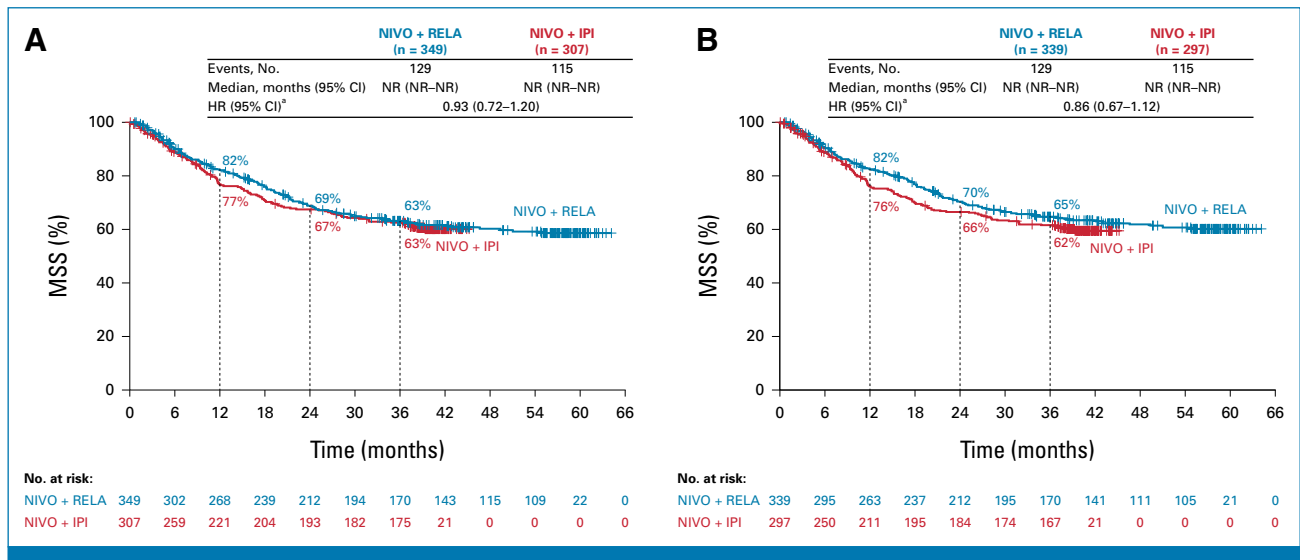 A
NIVO + RELA NIVO + IPI
(n = 349) (n = 307)
Events, No. 129 115
Median, months (95% CI) NR (NR–NR) NR (NR–NR)
HR (95% CI)a 0.93 (0.72–1.20)
100
80
60
40
20
0
MSS (%)
82%
77%
69%
67%
63%
63%
NIVO + RELA
NIVO + IPI
0 6 12 18 24 30 36 42 48 54 60 66
Time (months)
No. at risk:
NIVO + RELA 349 302 268 239 212 194 170 143 115 109 22 0
NIVO + IPI 307 259 221 204 193 182 175 21 0 0 0 0
B
NIVO + RELA NIVO + IPI
(n = 339) (n = 297)
Events, No. 129 115
Median, months (95% CI) NR (NR–NR) NR (NR–NR)
HR (95% CI)a 0.86 (0.67–1.12)
100
80
60
40
20
0
MSS (%)
82%
76%
70%
66%
65%
62%
NIVO + RELA
NIVO + IPI
0 6 12 18 24 30 36 42 48 54 60 66
Time (months)
No. at risk:
NIVO + RELA 339 295 263 237 212 195 170 141 111 105 21 0
NIVO + IPI 297 250 211 195 184 174 167 21 0 0 0 0